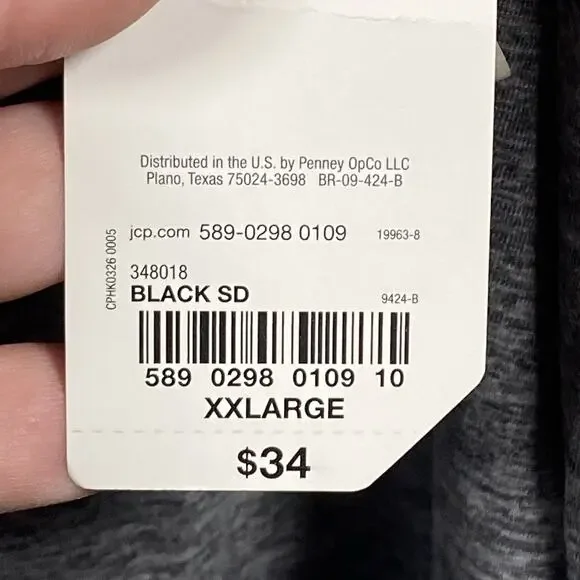 Distributed in the U.S. by Penney OpCo LLC
Plano, Texas 75024-3698 BR-09-424-B
jcp.com 589-0298 0109 19963-8
CPHK0326 0005
348018
BLACK SD 9424-B
589 0298 0109 10
XXLARGE
$34